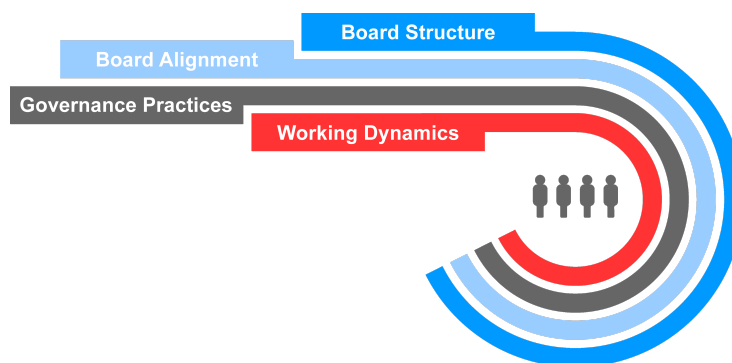 Board Structure
Board Alignment
Governance Practices
Working Dynamics